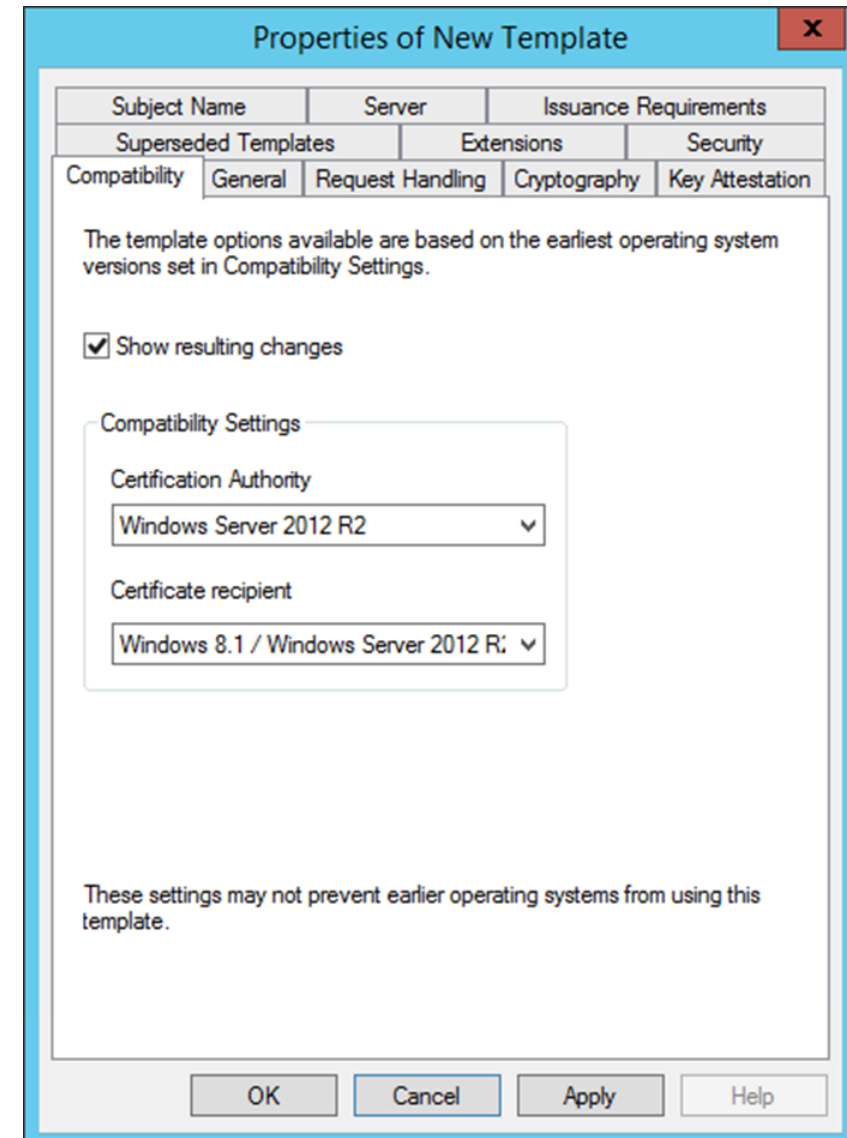 Properties of New Template
x
Subject Name Server Issuance Requirements
Superseded Templates Extensions Security
Compatibility General Request Handling Cryptography Key Attestation
The template options available are based on the earliest operating system
versions set in Compatibility Settings.
Show resulting changes
Compatibility Settings
Certification Authority
Windows Server 2012 R2
Certificate recipient
Windows 8.1 / Windows Server 2012 R
These settings may not prevent earlier operating systems from using this
template.
OK Cancel Apply Help